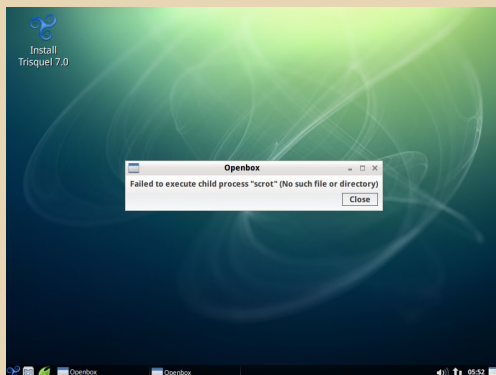 Install
Trisquel 7.0
Openbox
Failed to execute child process "scrot" (No such file or directory)
Close
Openbox
Openbox
05:52